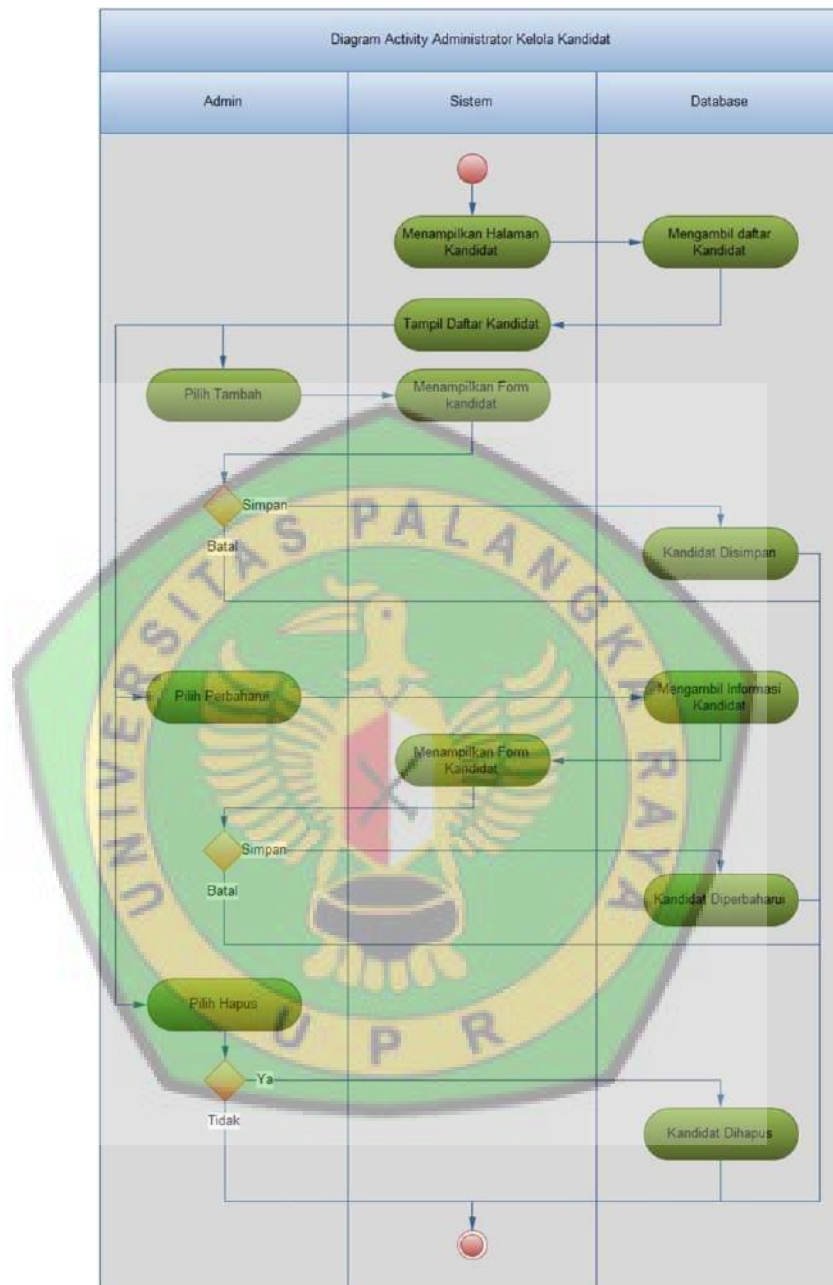 Diagram Activity Administrator Kelola Kandidat
Admin
Sistem
Database
Menampilkan Halaman
Kandidat
Mengambil daftar
Kandidat
Tampil Daftar Kandidat
Pilih Tambah
Menampilkan Form
kandidat
Simpan
Batal
Kandidat Disimpan
Pilih Perbaharui
Mengambil Informasi
Kandidat
Menampilkan Form
Kandidat
Simpan
Batal
Kandidat Diperbaharui
Pilih Hapus
Ya
Tidak
Kandidat Dihapus
UNIVERSITAS PALANGKA RAYA
UPR